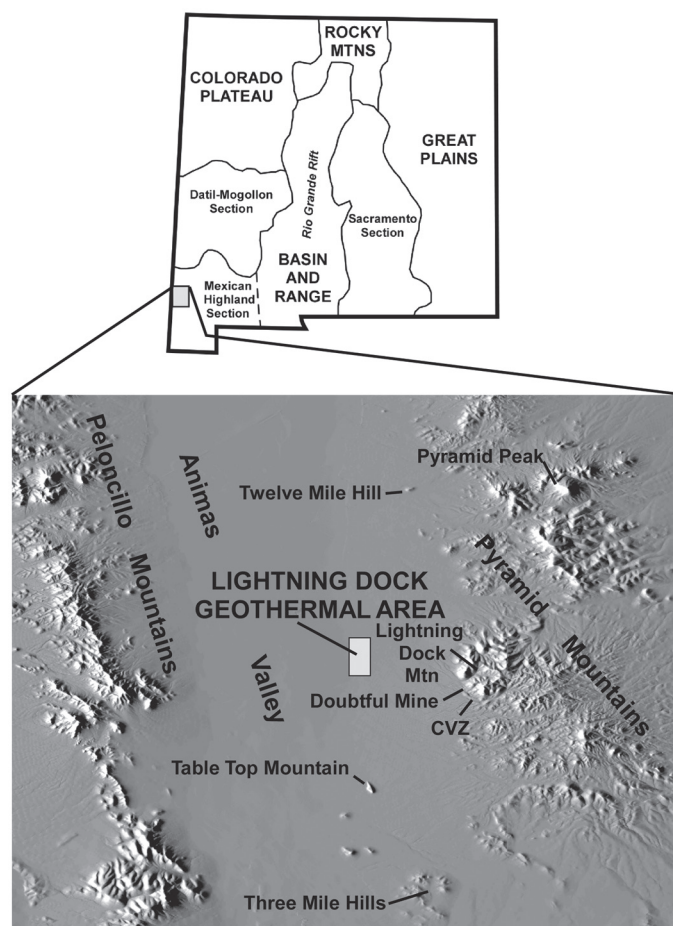 ROCKY
MTNS
COLORADO
PLATEAU
GREAT
PLAINS
Rio Grande Rift
Datil-Mogollon
Section
Sacramento
Section
BASIN
AND
RANGE
Mexican
Highland
Section
Peloncillo
Mountains
Animas
Valley
Pyramid Peak
Twelve Mile Hill
Pyramid
Mountains
LIGHTNING DOCK
GEOTHERMAL AREA
Lightning
Dock
Mtn
Doubtful Mine
CVZ
Table Top Mountain
Three Mile Hills